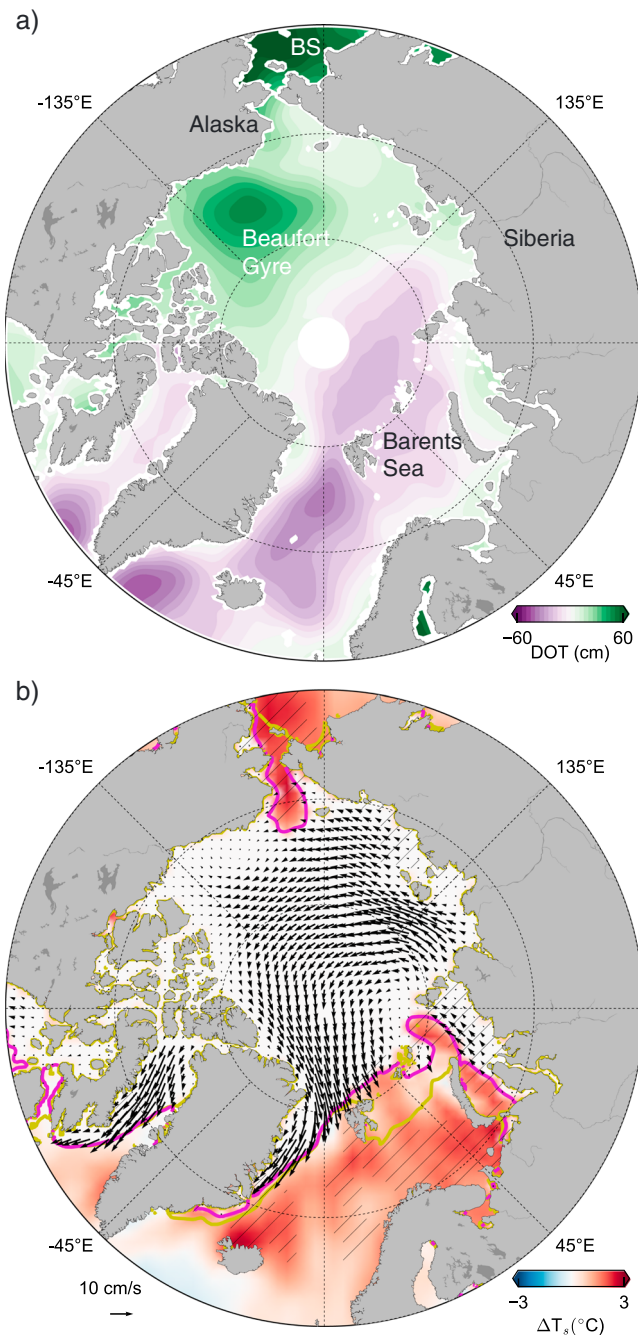 a)
BS
-135°E
135°E
Alaska
Siberia
Beaufort
Gyre
Barents
Sea
-45°E
45°E
−60
60
DOT (cm)
b)
-135°E
135°E
-45°E
45°E
10 cm/s
−3
3
ΔTs(°C)